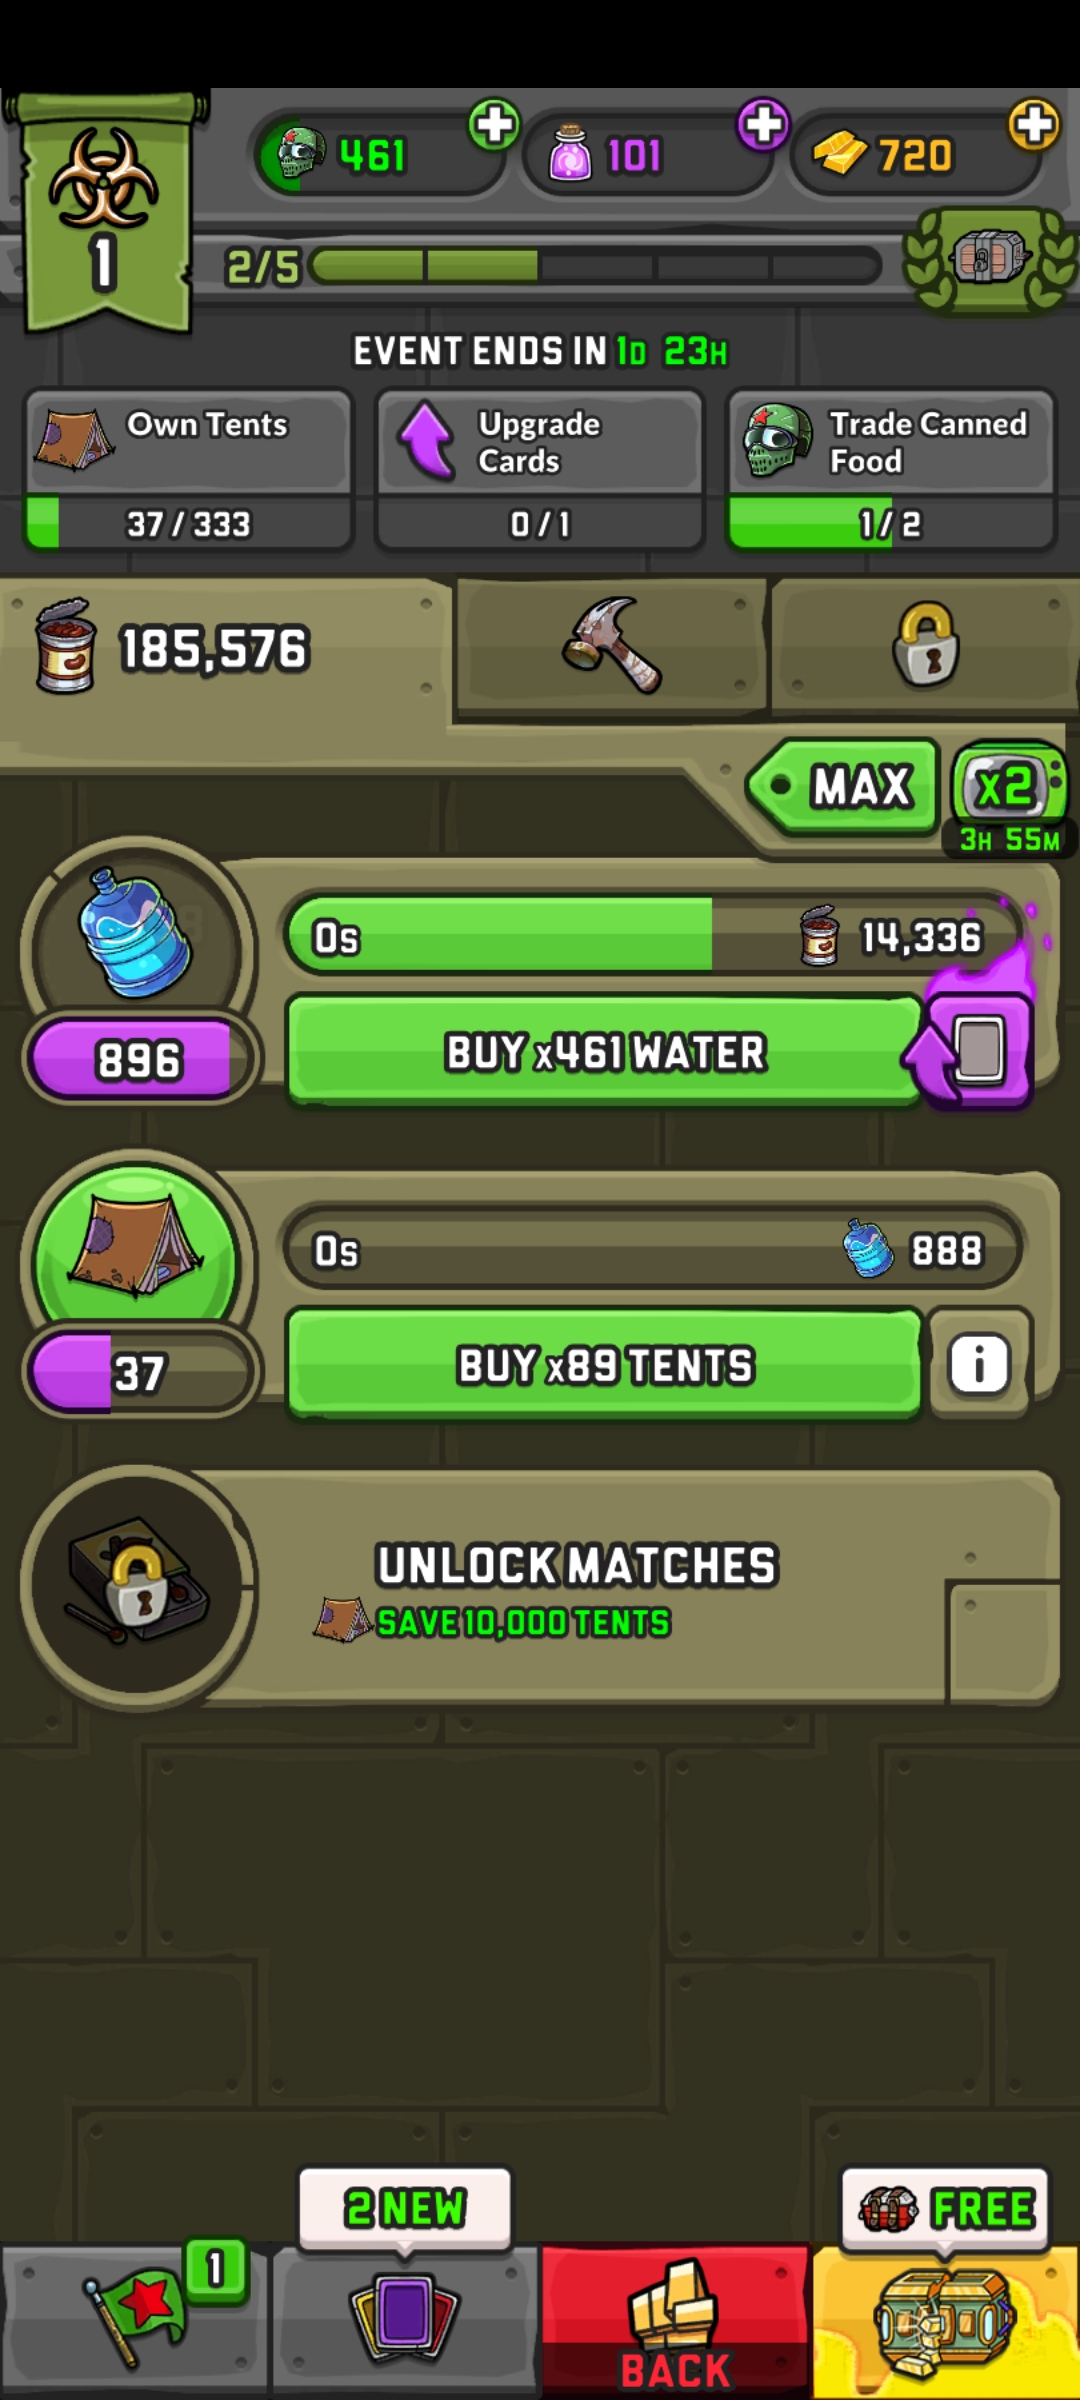 461
101
720
1
2/5
EVENT ENDS IN 1D 23H
Own Tents
37 / 333
Upgrade
Cards
0 / 1
Trade Canned
Food
1 / 2
185,576
MAX
x2
3H 55M
0s
14,336
896
BUY x461 WATER
0s
888
37
BUY x89 TENTS
i
UNLOCK MATCHES
SAVE 10,000 TENTS
2 NEW
FREE
1
BACK